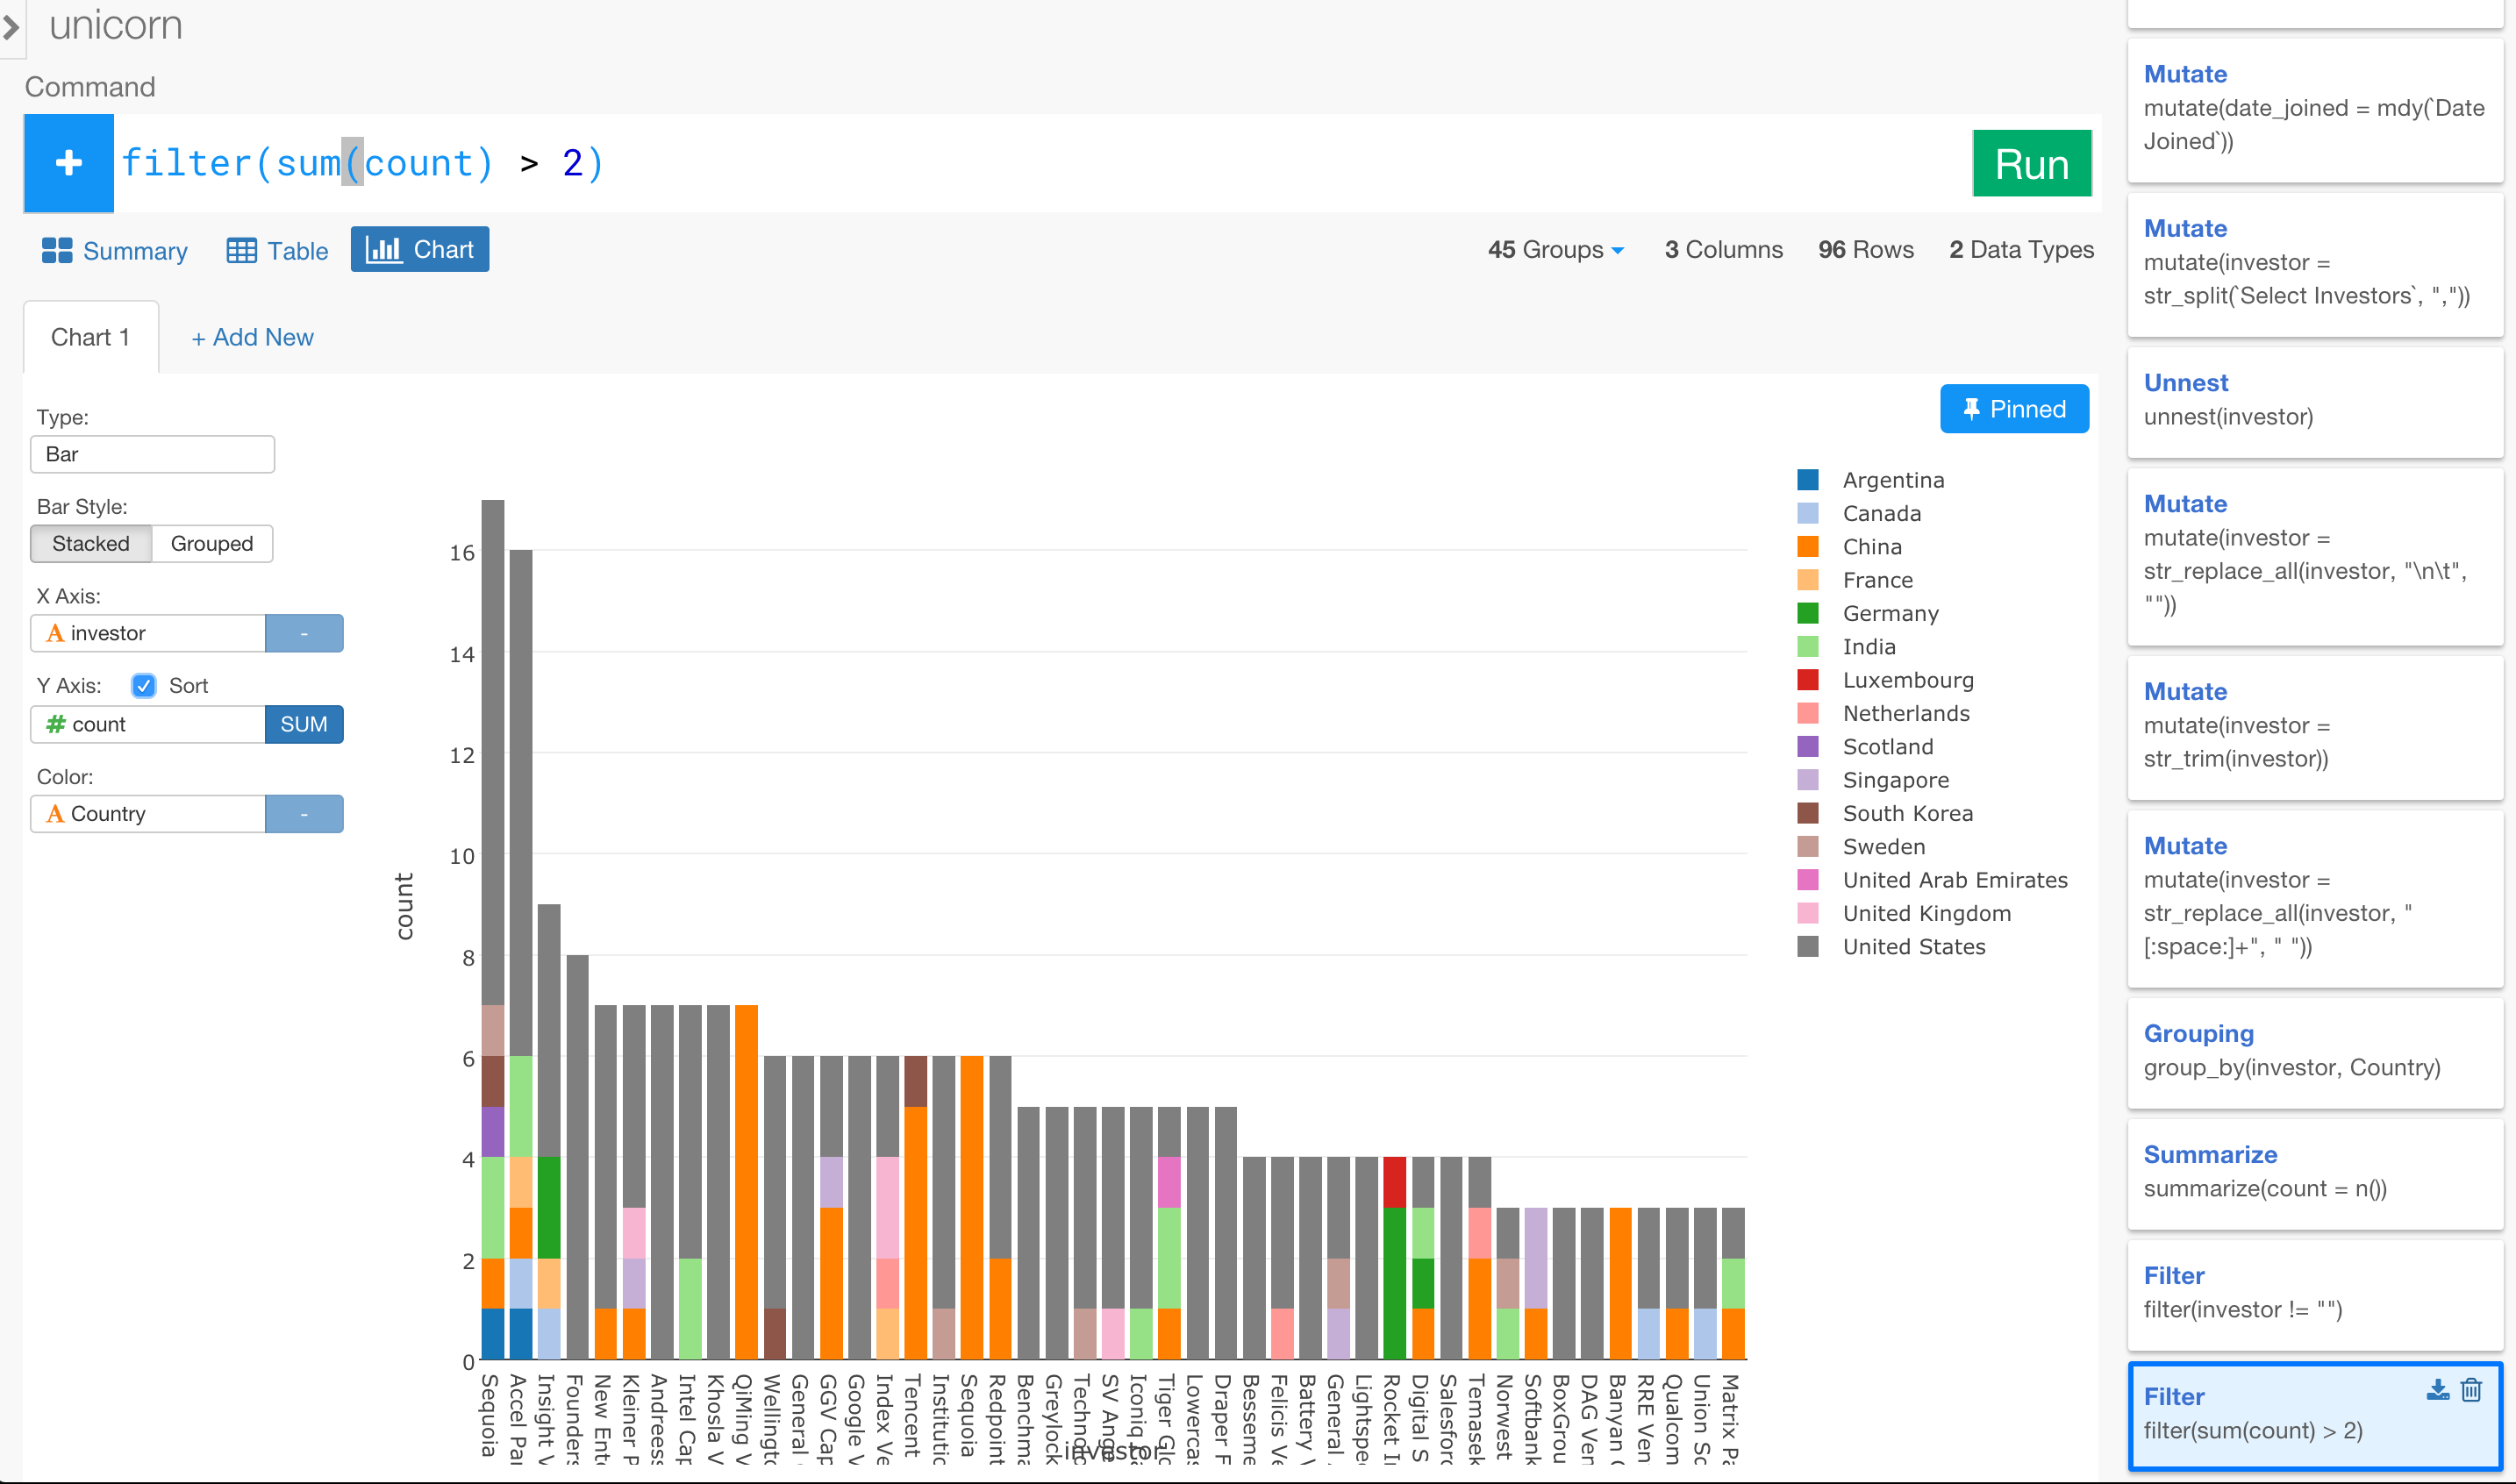 unicorn
Command
+
filter(sum(count) > 2)
Run
Summary
Table
Chart
45 Groups
3 Columns
96 Rows
2 Data Types
Chart 1
+ Add New
Type:
Bar
Bar Style:
Stacked
Grouped
X Axis:
A investor
-
Y Axis:
Sort
# count
SUM
Color:
A Country
-
Pinned
16
14
12
10
8
6
4
2
0
count
Sequoia
Accel Pa
Insight V
Founders
New Ent
Kleiner P
Andrees
Intel Cap
Khosla V
QiMing V
Wellingt
General
GGV Cap
Google V
Index Ve
Tencent
Institutio
Sequoia
Redpoint
Benchma
Greylock
Techno
SV Ange
Iconiq
Tiger Glo
Lowercas
Draper F
Besseme
Felicis Ve
Battery
General
Lightspe
Rocket I
Digital S
Salesforc
Temasek
Norwest
Softbank
BoxGrou
DAG Ven
Banyan
RRE Ven
Qualcom
Union Sc
Matrix Pa
investor
Argentina
Canada
China
France
Germany
India
Luxembourg
Netherlands
Scotland
Singapore
South Korea
Sweden
United Arab Emirates
United Kingdom
United States
Mutate
mutate(date_joined = mdy(`Date
Joined`))
Mutate
mutate(investor =
str_split(`Select Investors`, ","))
Unnest
unnest(investor)
Mutate
mutate(investor =
str_replace_all(investor, "\n\t",
""))
Mutate
mutate(investor =
str_trim(investor))
Mutate
mutate(investor =
str_replace_all(investor, "
[:space:]+", " "))
Grouping
group_by(investor, Country)
Summarize
summarize(count = n())
Filter
filter(investor != "")
Filter
filter(sum(count) > 2)